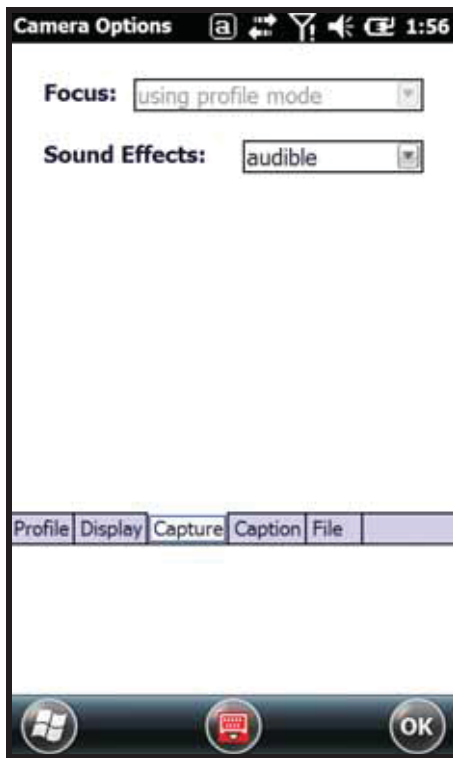 Camera Options a 1:56
Focus: using profile mode
Sound Effects: audible
Profile Display Capture Caption File
OK